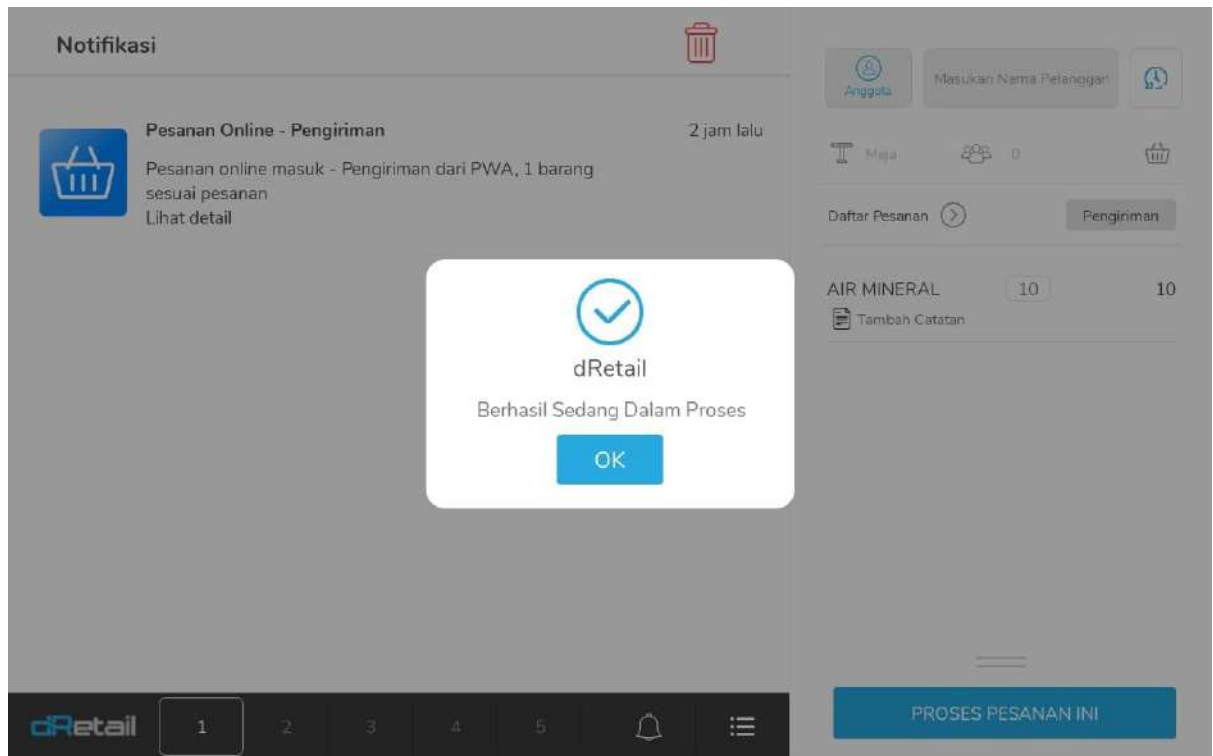 Notifikasi
Pesanan Online - Pengiriman
2 jam lalu
Pesanan online masuk - Pengiriman dari PWA, 1 barang
sesuai pesanan
Lihat detail
dRetail
Berhasil Sedang Dalam Proses
OK
Anggota
Masukan Nama Pelanggan
Meja
0
Daftar Pesanan
Pengiriman
AIR MINERAL
10
10
Tambah Catatan
PROSES PESANAN INI
dRetail
1
2
3
4
5